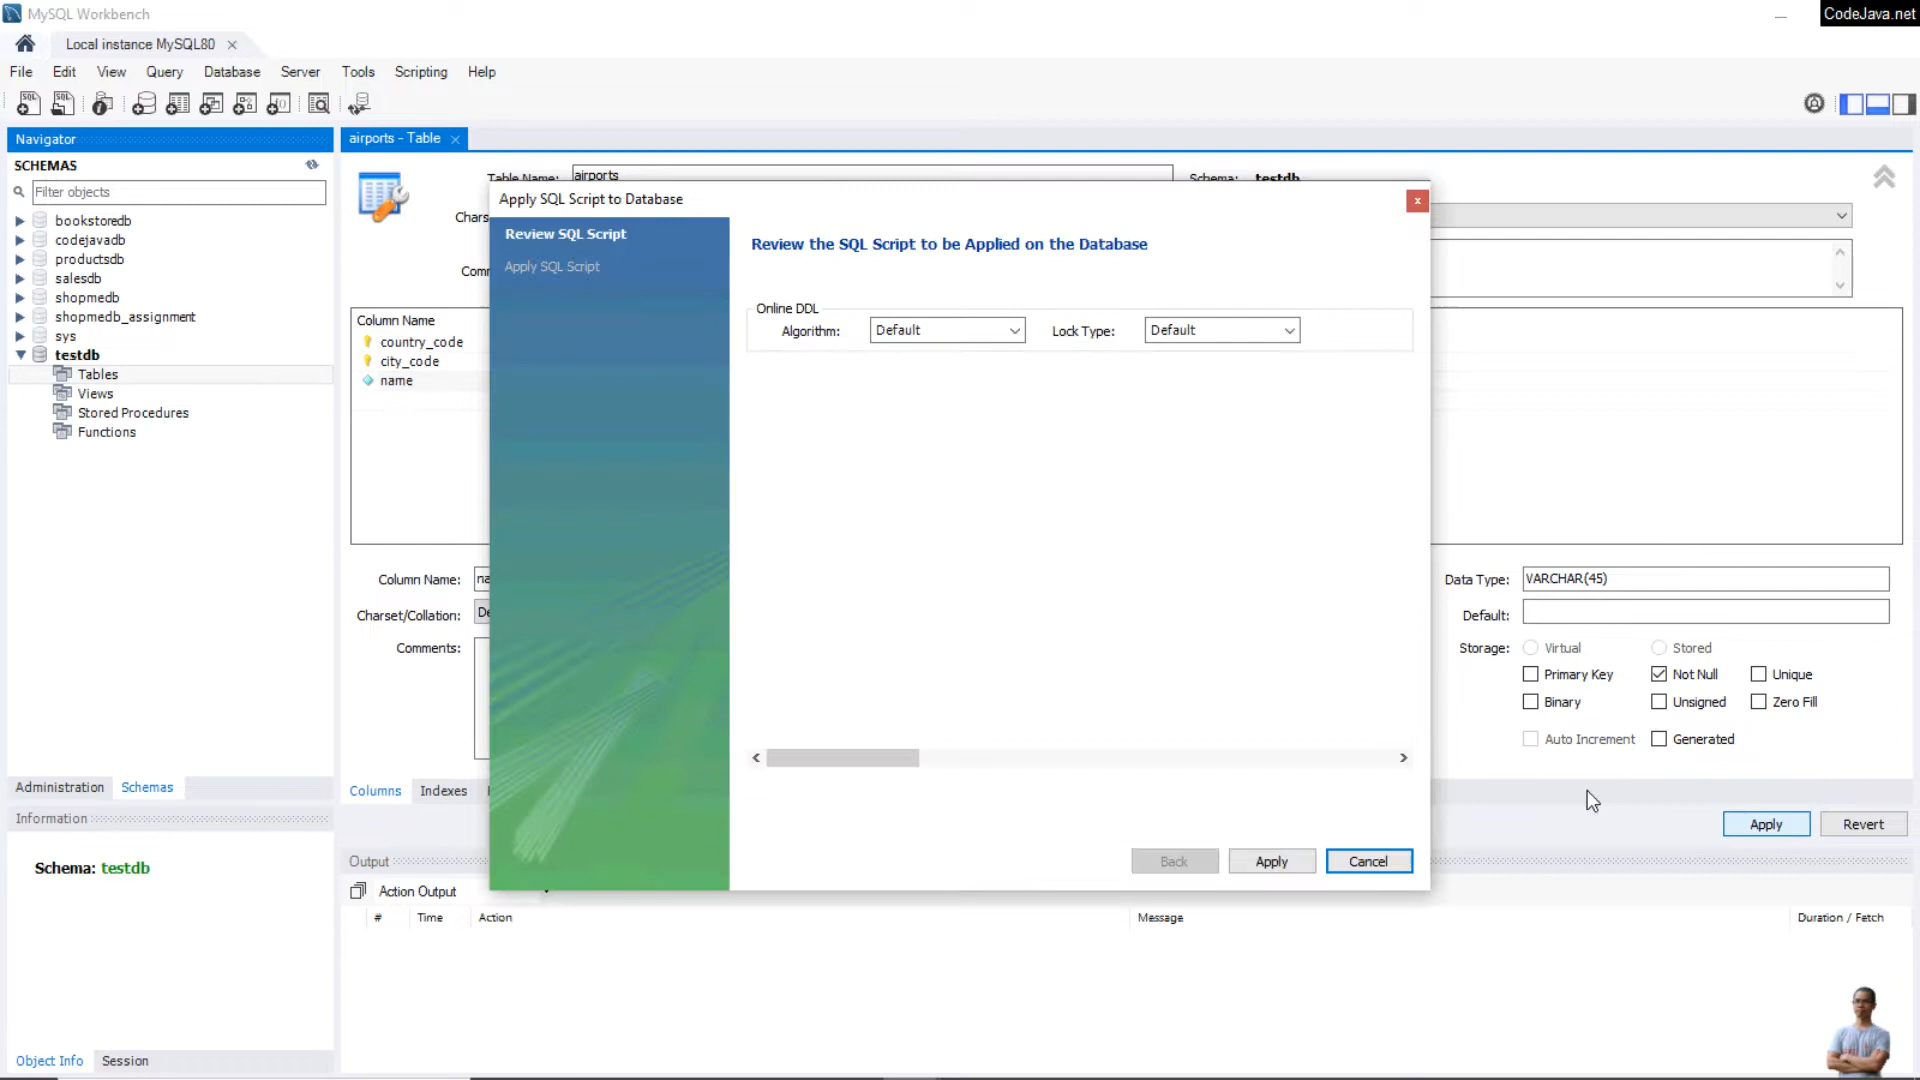 MySQL Workbench
CodeJava.net
Local instance MySQL80
File Edit View Query Database Server Tools Scripting Help
Navigator
SCHEMAS
Filter objects
bookstoredb
codejavadb
productsdb
salesdb
shopmedb
shopmedb_assignment
sys
testdb
Tables
Views
Stored Procedures
Functions
Administration Schemas
Information
Schema: testdb
Object Info Session
airports - Table
Table Name: airports
Schema: testdb
Chars
Comm
Column Name
country_code
city_code
name
Column Name: na
Charset/Collation: De
Comments:
Columns Indexes
Apply SQL Script to Database
Review SQL Script
Apply SQL Script
Review the SQL Script to be Applied on the Database
Online DDL
Algorithm: Default Lock Type: Default
Back Apply Cancel
Data Type: VARCHAR(45)
Default:
Storage: Virtual Stored
Primary Key Not Null Unique
Binary Unsigned Zero Fill
Auto Increment Generated
Apply Revert
Output
Action Output
# Time Action Message Duration / Fetch